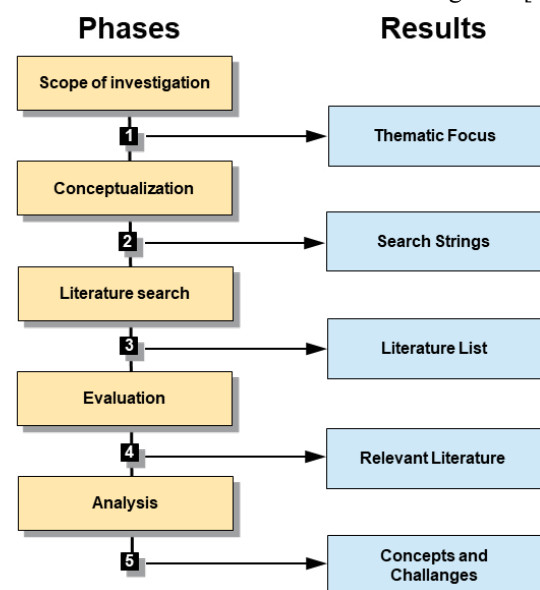 Phases Results
Scope of investigation
1
Thematic Focus
Conceptualization
2
Search Strings
Literature search
3
Literature List
Evaluation
4
Relevant Literature
Analysis
5
Concepts and
Challanges